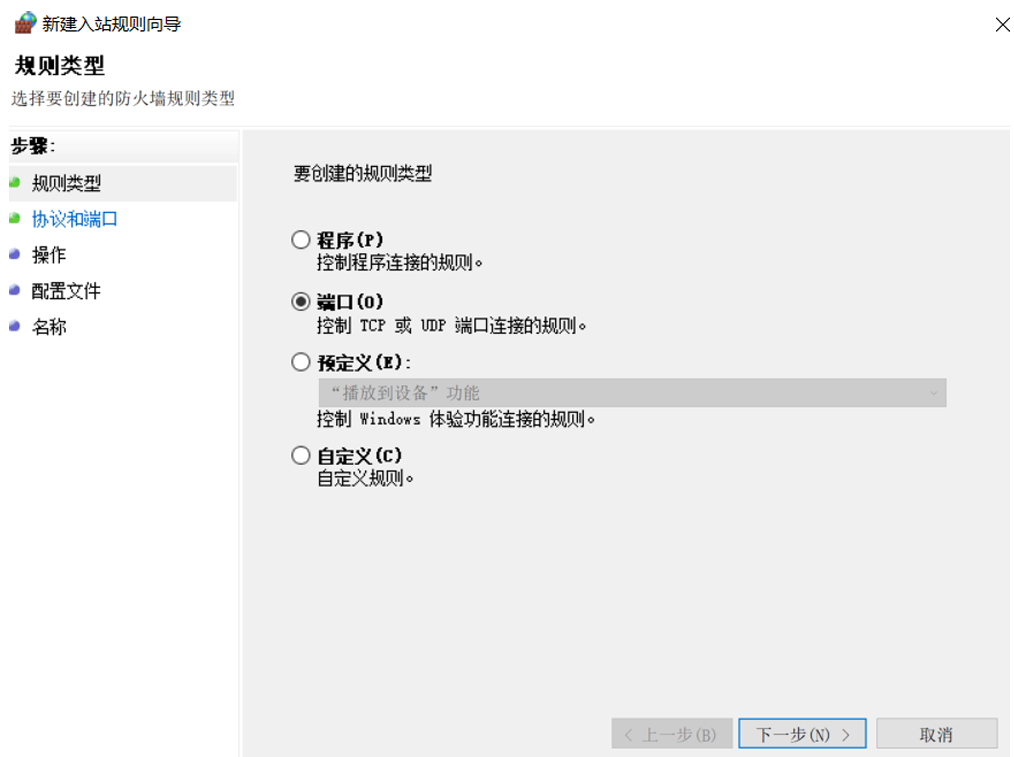 新建入站规则向导
规则类型
选择要创建的防火墙规则类型
步骤:
规则类型
协议和端口
操作
配置文件
名称
要创建的规则类型
程序(P)
控制程序连接的规则。
端口(O)
控制 TCP 或 UDP 端口连接的规则。
预定义(E):
“播放到设备”功能
控制 Windows 体验功能连接的规则。
自定义(C)
自定义规则。
< 上一步(B)
下一步(N) >
取消